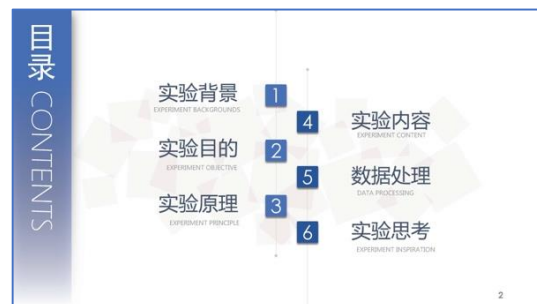 目录 CONTENTS
实验背景 1
EXPERIMENT BACKGROUNDS
实验目的 2
EXPERIMENT OBJECTIVE
实验原理 3
EXPERIMENT PRINCIPLE
4 实验内容
EXPERIMENT CONTENT
5 数据处理
DATA PROCESSING
6 实验思考
EXPERIMENT INSPIRATION
2